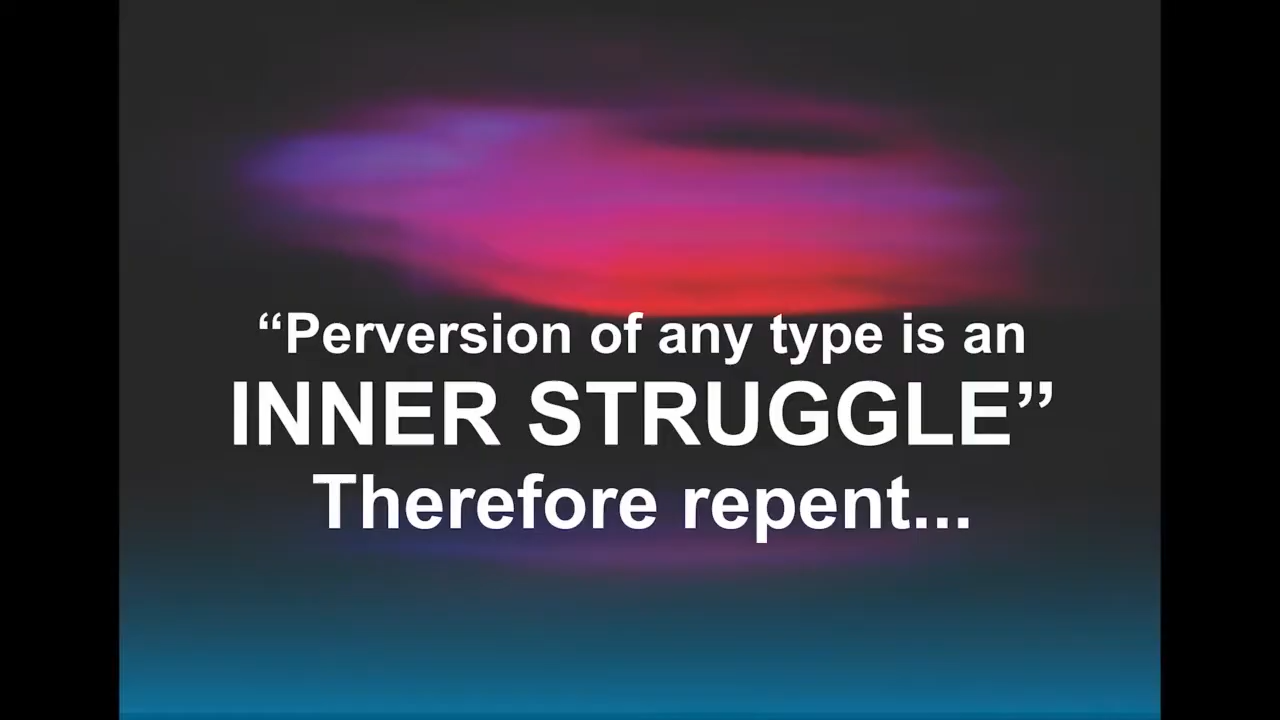 “Perversion of any type is an
INNER STRUGGLE”
Therefore repent...